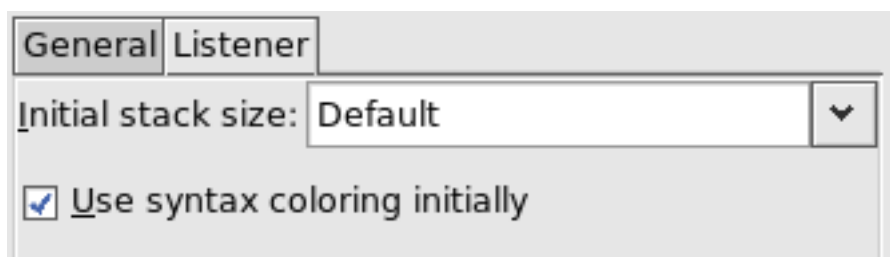 General Listener
Initial stack size: Default
Use syntax coloring initially